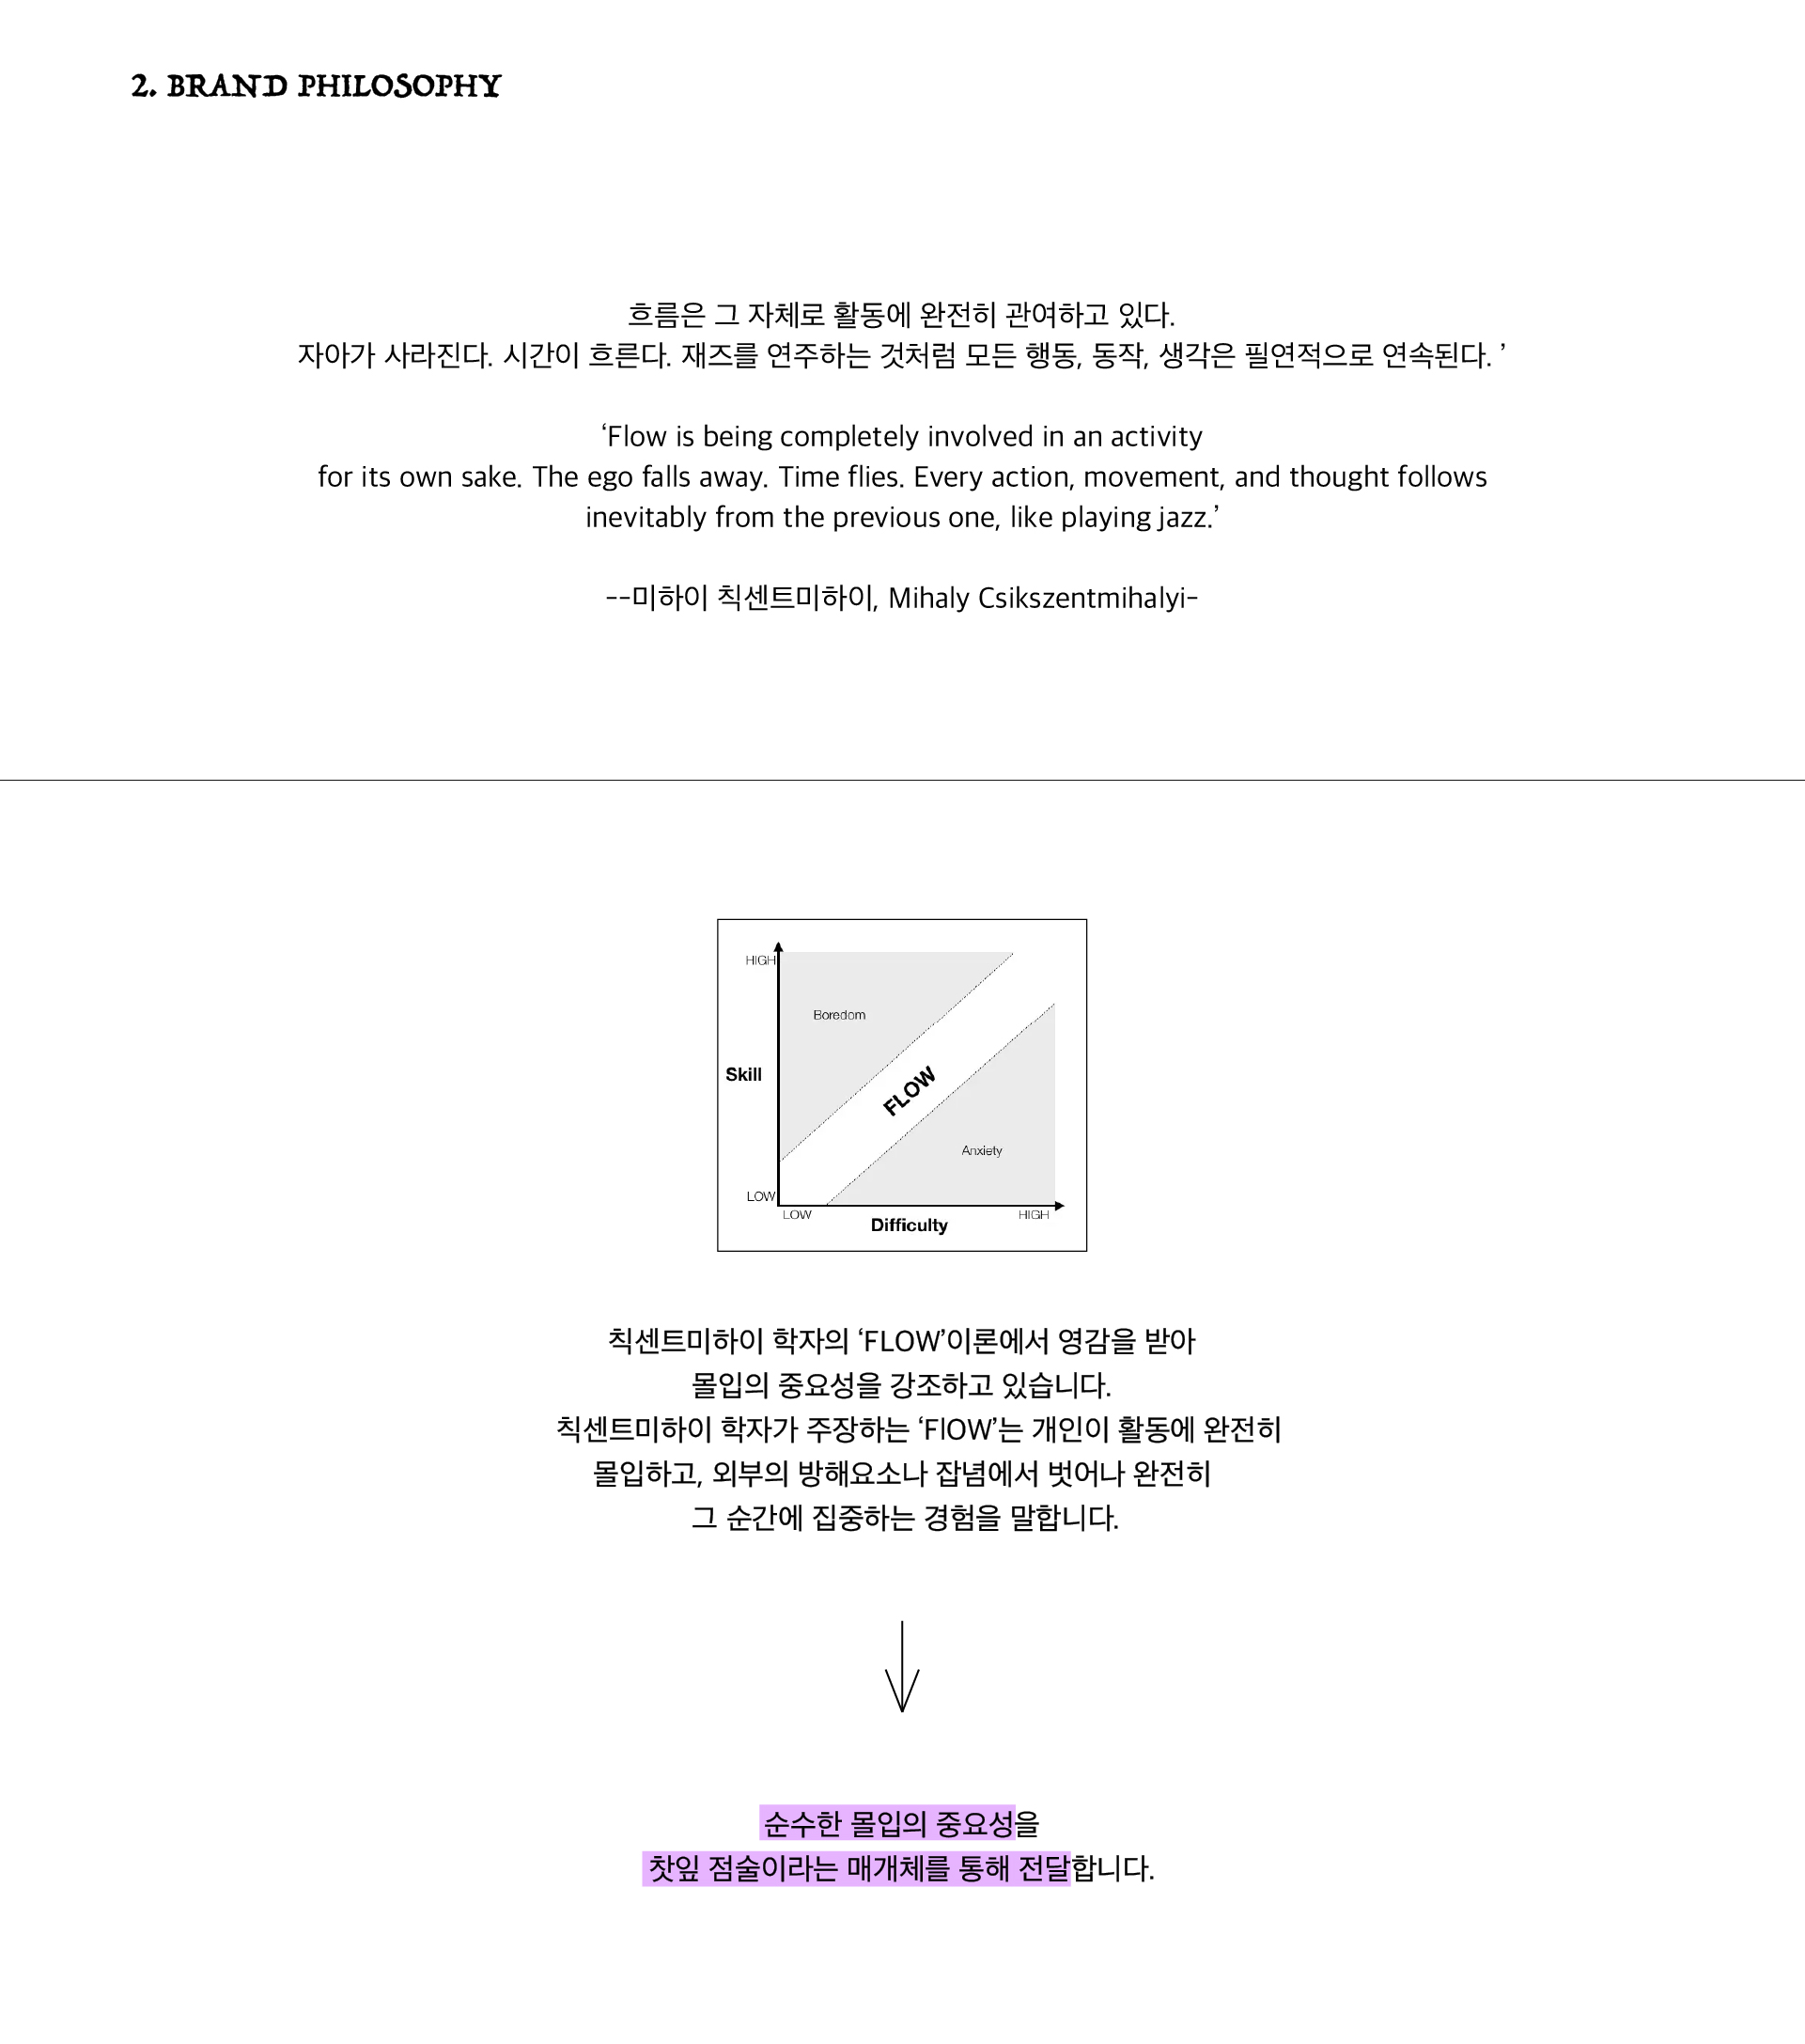 2. BRAND PHILOSOPHY
흐름은 그 자체로 활동에 완전히 관여하고 있다.
자아가 사라진다. 시간이 흐른다. 재즈를 연주하는 것처럼 모든 행동, 동작, 생각은 필연적으로 연속된다. ’
‘Flow is being completely involved in an activity
for its own sake. The ego falls away. Time flies. Every action, movement, and thought follows
inevitably from the previous one, like playing jazz.’
--미하이 칙센트미하이, Mihaly Csikszentmihalyi-
HIGH
Boredom
Skill
FLOW
Anxiety
LOW
LOW
HIGH
Difficulty
칙센트미하이 학자의 ‘FLOW’이론에서 영감을 받아
몰입의 중요성을 강조하고 있습니다.
칙센트미하이 학자가 주장하는 ‘FlOW’는 개인이 활동에 완전히
몰입하고, 외부의 방해요소나 잡념에서 벗어나 완전히
그 순간에 집중하는 경험을 말합니다.
순수한 몰입의 중요성을
찻잎 점술이라는 매개체를 통해 전달합니다.